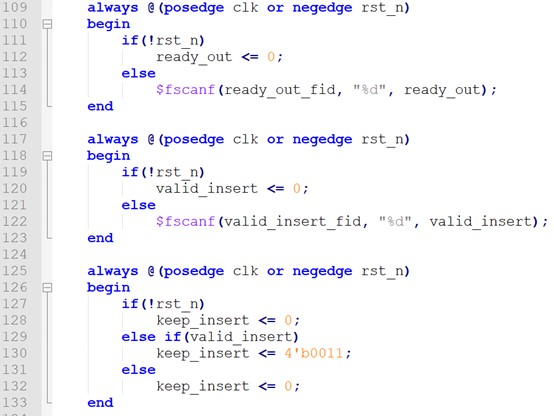 109 always @(posedge clk or negedge rst_n)
110 begin
111 if(!rst_n)
112 ready_out <= 0;
113 else
114 $fscanf(ready_out_fid, "%d", ready_out);
115 end
116
117 always @(posedge clk or negedge rst_n)
118 begin
119 if(!rst_n)
120 valid_insert <= 0;
121 else
122 $fscanf(valid_insert_fid, "%d", valid_insert);
123 end
124
125 always @(posedge clk or negedge rst_n)
126 begin
127 if(!rst_n)
128 keep_insert <= 0;
129 else if(valid_insert)
130 keep_insert <= 4'b0011;
131 else
132 keep_insert <= 0;
133 end